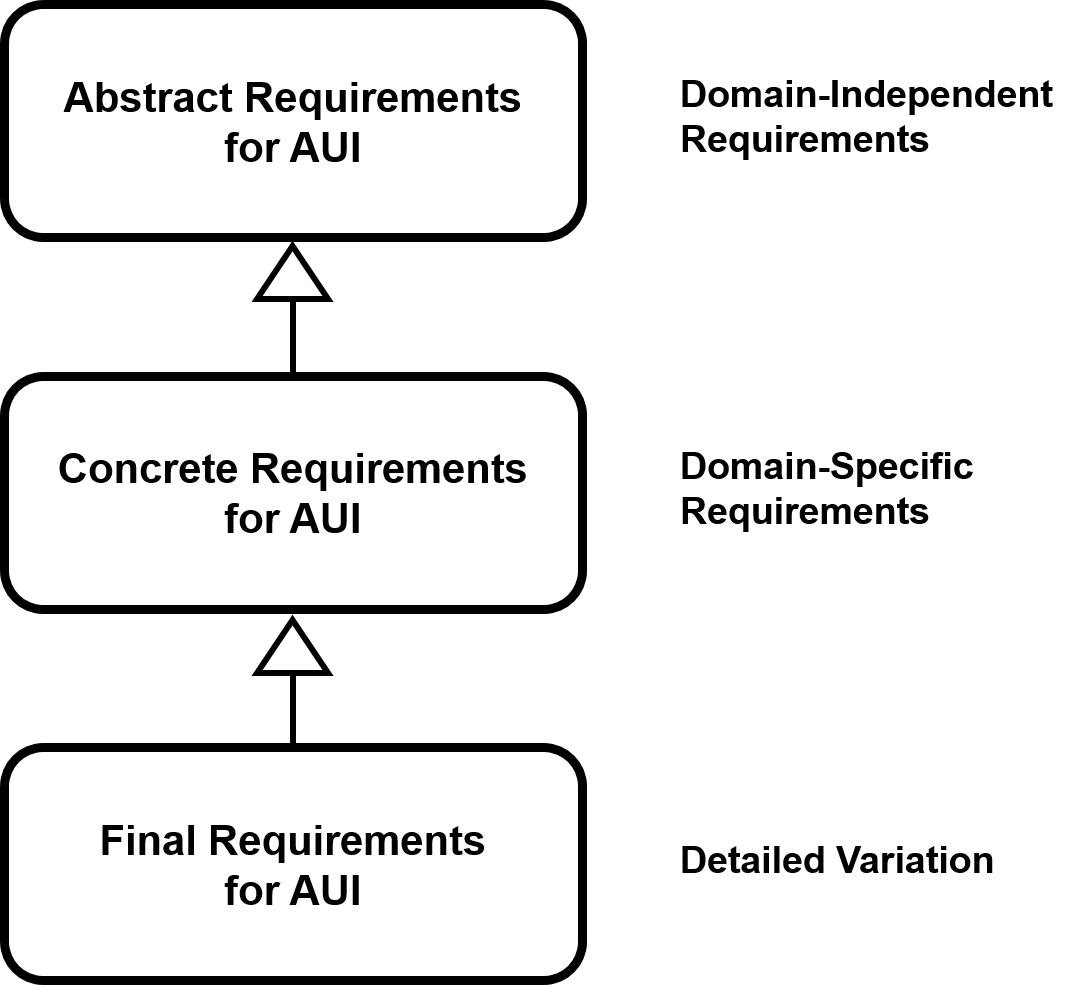 Abstract Requirements
for AUI
Domain-Independent
Requirements
Concrete Requirements
for AUI
Domain-Specific
Requirements
Final Requirements
for AUI
Detailed Variation